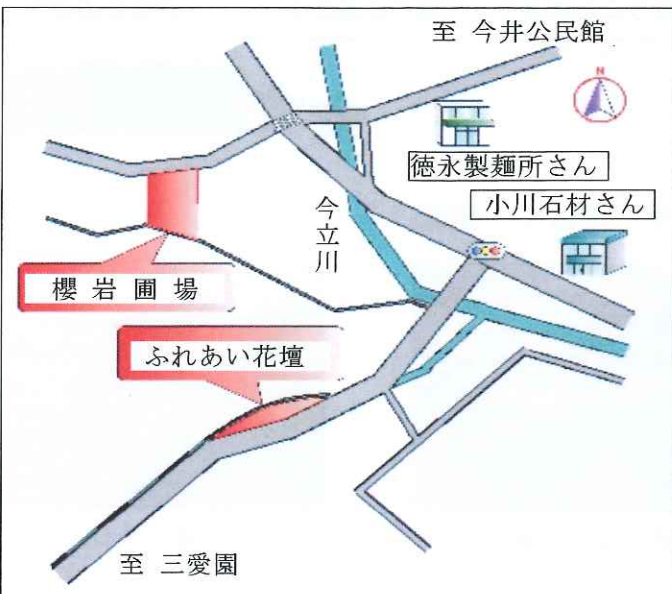 至 今井公民館
N
徳永製麺所さん
小川石材さん
今立川
櫻岩圃場
ふれあい花壇
至 三愛園